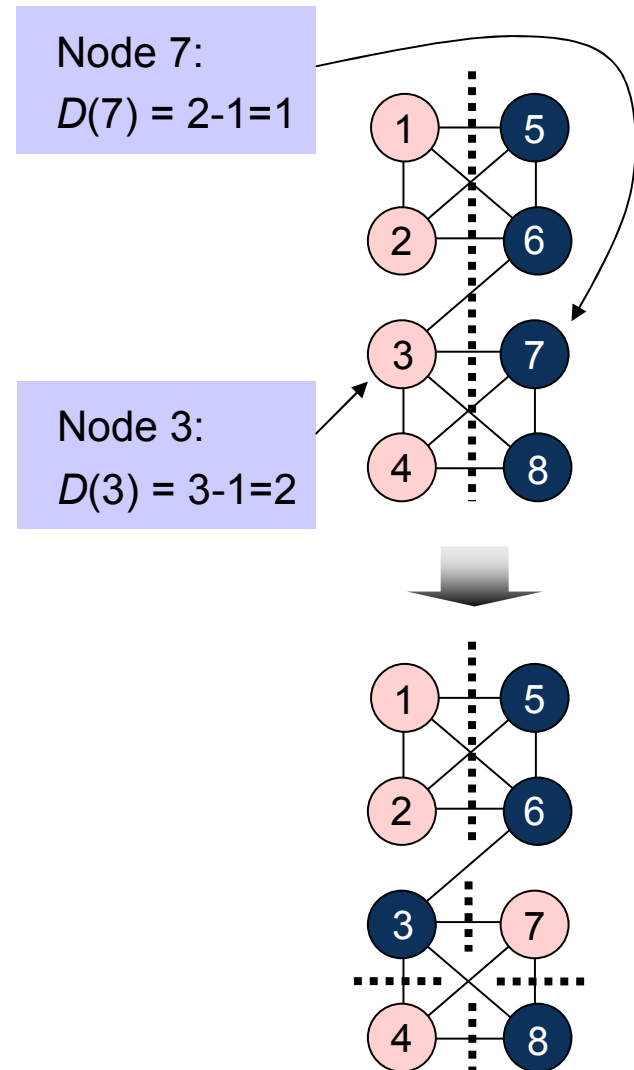 Node 7:
D(7) = 2-1=1
1 5
2 6
3 7
Node 3:
D(3) = 3-1=2
4 8
1 5
2 6
3 7
4 8